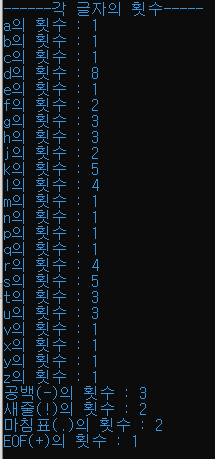 ------각 글자의 횟수-----
a의 횟수 : 1
b의 횟수 : 1
c의 횟수 : 1
d의 횟수 : 8
e의 횟수 : 1
f의 횟수 : 2
g의 횟수 : 3
h의 횟수 : 3
j의 횟수 : 2
k의 횟수 : 5
l의 횟수 : 4
m의 횟수 : 1
n의 횟수 : 1
p의 횟수 : 1
q의 횟수 : 1
r의 횟수 : 4
s의 횟수 : 5
t의 횟수 : 3
u의 횟수 : 3
v의 횟수 : 1
x의 횟수 : 1
y의 횟수 : 1
z의 횟수 : 1
공백(-)의 횟수 : 3
새줄(!)의 횟수 : 2
마침표(.)의 횟수 : 2
EOF(+)의 횟수 : 1